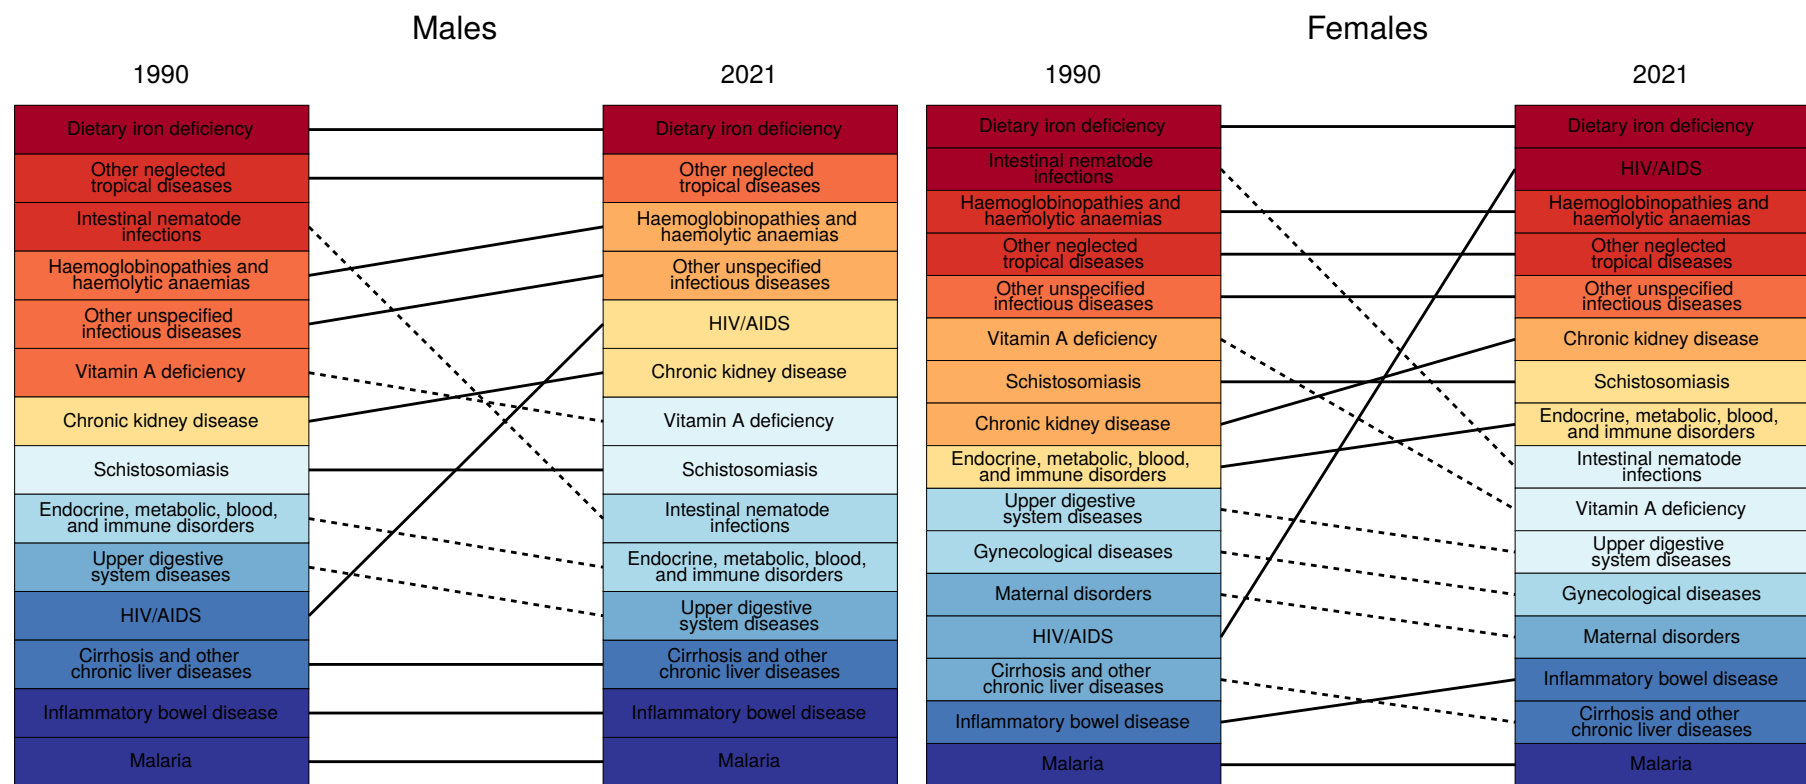 Males
1990
2021
Dietary iron deficiency
Other neglected
tropical diseases
Intestinal nematode
infections
Haemoglobinopathies and
haemolytic anaemias
Other unspecified
infectious diseases
Vitamin A deficiency
Chronic kidney disease
Schistosomiasis
Endocrine, metabolic, blood,
and immune disorders
Upper digestive
system diseases
HIV/AIDS
Cirrhosis and other
chronic liver diseases
Inflammatory bowel disease
Malaria
Dietary iron deficiency
Other neglected
tropical diseases
Haemoglobinopathies and
haemolytic anaemias
Other unspecified
infectious diseases
HIV/AIDS
Chronic kidney disease
Vitamin A deficiency
Schistosomiasis
Intestinal nematode
infections
Endocrine, metabolic, blood,
and immune disorders
Upper digestive
system diseases
Cirrhosis and other
chronic liver diseases
Inflammatory bowel disease
Malaria
Females
1990
2021
Dietary iron deficiency
Intestinal nematode
infections
Haemoglobinopathies and
haemolytic anaemias
Other neglected
tropical diseases
Other unspecified
infectious diseases
Vitamin A deficiency
Schistosomiasis
Chronic kidney disease
Endocrine, metabolic, blood,
and immune disorders
Upper digestive
system diseases
Gynecological diseases
Maternal disorders
HIV/AIDS
Cirrhosis and other
chronic liver diseases
Inflammatory bowel disease
Malaria
Dietary iron deficiency
HIV/AIDS
Haemoglobinopathies and
haemolytic anaemias
Other neglected
tropical diseases
Other unspecified
infectious diseases
Chronic kidney disease
Schistosomiasis
Endocrine, metabolic, blood,
and immune disorders
Intestinal nematode
infections
Vitamin A deficiency
Upper digestive
system diseases
Gynecological diseases
Maternal disorders
Inflammatory bowel disease
Cirrhosis and other
chronic liver diseases
Malaria